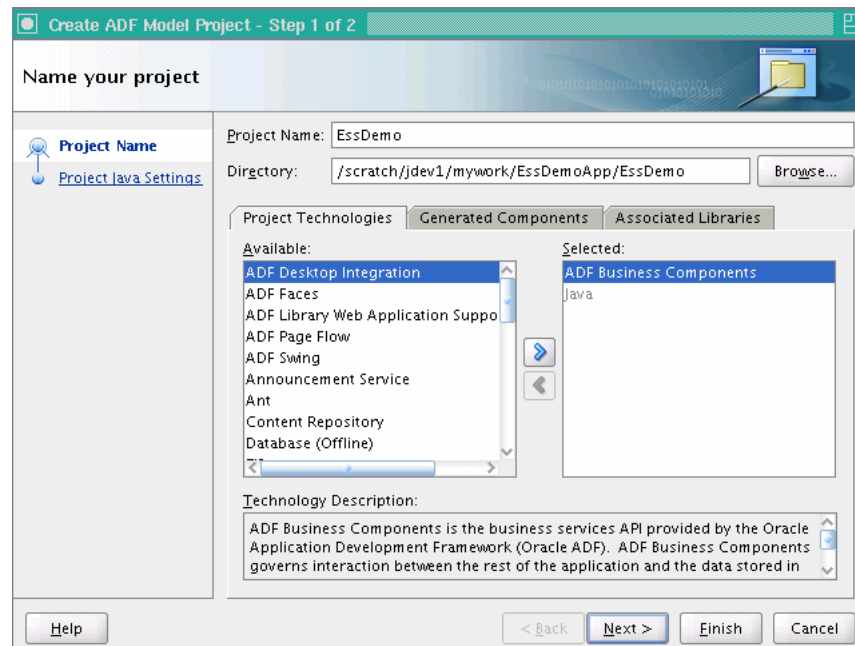 Create ADF Model Project - Step 1 of 2
Name your project
Project Name
Project Java Settings
Project Name: EssDemo
Directory: /scratch/jdev1/mywork/EssDemoApp/EssDemo Browse...
Project Technologies Generated Components Associated Libraries
Available: Selected:
ADF Desktop Integration
ADF Faces
ADF Library Web Application Suppo
ADF Page Flow
ADF Swing
Announcement Service
Ant
Content Repository
Database (Offline)
ADF Business Components
Java
Technology Description:
ADF Business Components is the business services API provided by the Oracle
Application Development Framework (Oracle ADF). ADF Business Components
governs interaction between the rest of the application and the data stored in
Help < Back Next > Finish Cancel